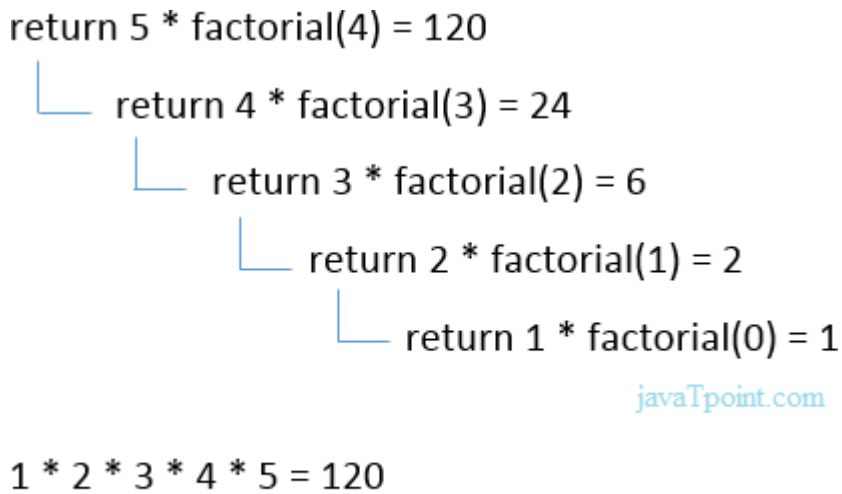 return 5 * factorial(4) = 120
return 4 * factorial(3) = 24
return 3 * factorial(2) = 6
return 2 * factorial(1) = 2
return 1 * factorial(0) = 1
javaTpoint.com
1 * 2 * 3 * 4 * 5 = 120